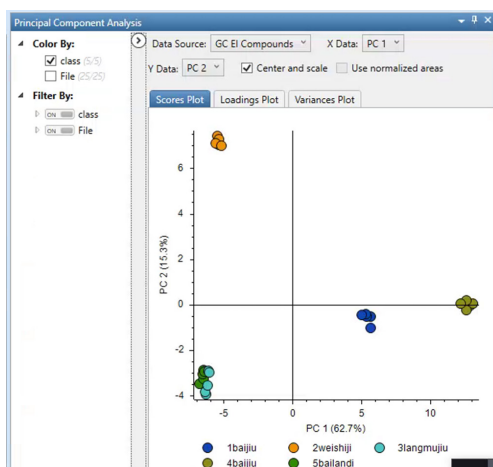 Principal Component Analysis
Color By:
class (5/5)
File (25/25)
Filter By:
ON class
ON File
Data Source: GC EI Compounds X Data: PC 1
Y Data: PC 2 Center and scale Use normalized areas
Scores Plot Loadings Plot Variances Plot
6
4
2
0
-2
-4
PC 2 (15.3%)
-5 0 5 10
PC 1 (62.7%)
1baijiu 2weishiji 3langmujiu
4baijiu 5bailandi